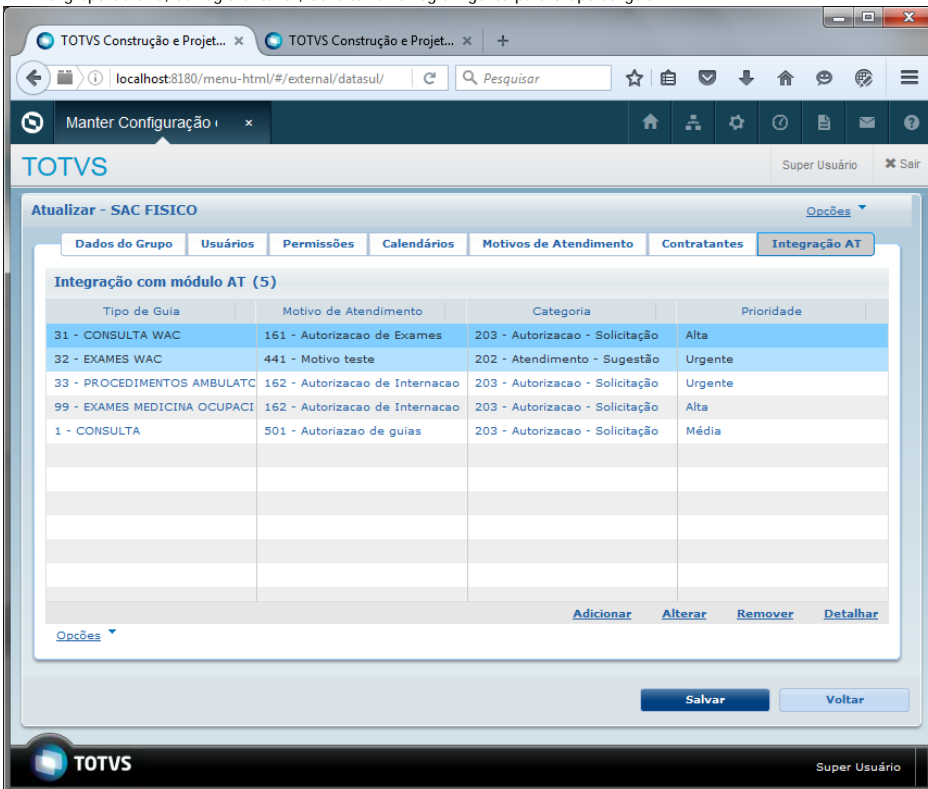 TOTVS Construção e Projet... × TOTVS Construção e Projet... × +
localhost:8180/menu-html/#/external/datasul/ Pesquisar
Manter Configuração ×
TOTVS Super Usuário Sair
Atualizar - SAC FISICO Opções
Dados do Grupo Usuários Permissões Calendários Motivos de Atendimento Contratantes Integração AT
Integração com módulo AT (5)
Tipo de Guia Motivo de Atendimento Categoria Prioridade
31 - CONSULTA WAC 161 - Autorizacao de Exames 203 - Autorizacao - Solicitação Alta
32 - EXAMES WAC 441 - Motivo teste 202 - Atendimento - Sugestão Urgente
33 - PROCEDIMENTOS AMBULATC 162 - Autorizacao de Internacao 203 - Autorizacao - Solicitação Urgente
99 - EXAMES MEDICINA OCUPACI 162 - Autorizacao de Internacao 203 - Autorizacao - Solicitação Alta
1 - CONSULTA 501 - Autoriazao de guias 203 - Autorizacao - Solicitação Média
Adicionar Alterar Remover Detalhar
Opções
Salvar Voltar
TOTVS Super Usuário